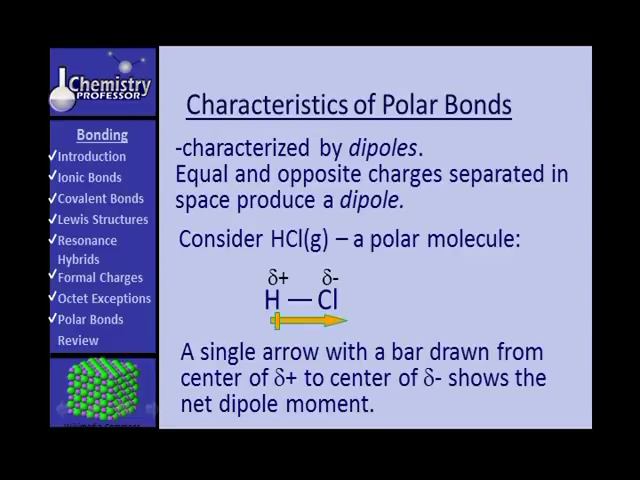 Chemistry
PROFESSOR
Bonding
✓Introduction
✓Ionic Bonds
✓Covalent Bonds
✓Lewis Structures
✓Resonance
Hybrids
✓Formal Charges
✓Octet Exceptions
✓Polar Bonds
Review
Wikimedia Commons
Characteristics of Polar Bonds
-characterized by dipoles.
Equal and opposite charges separated in
space produce a dipole.
Consider HCl(g) – a polar molecule:
δ+ δ-
H — Cl
A single arrow with a bar drawn from
center of δ+ to center of δ- shows the
net dipole moment.